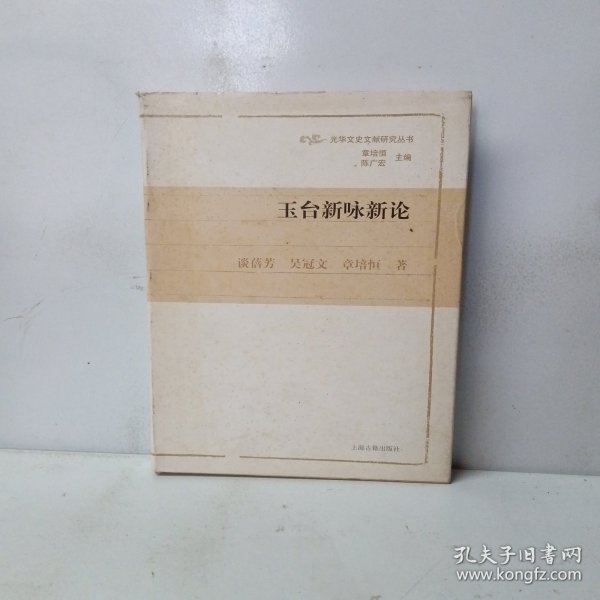 光华文史文献研究丛书
章培恒
陈广宏 主编
玉台新咏新论
谈蓓芳 吴冠文 章培恒 著
上海古籍出版社
孔夫子旧书网
www.kongfz.com